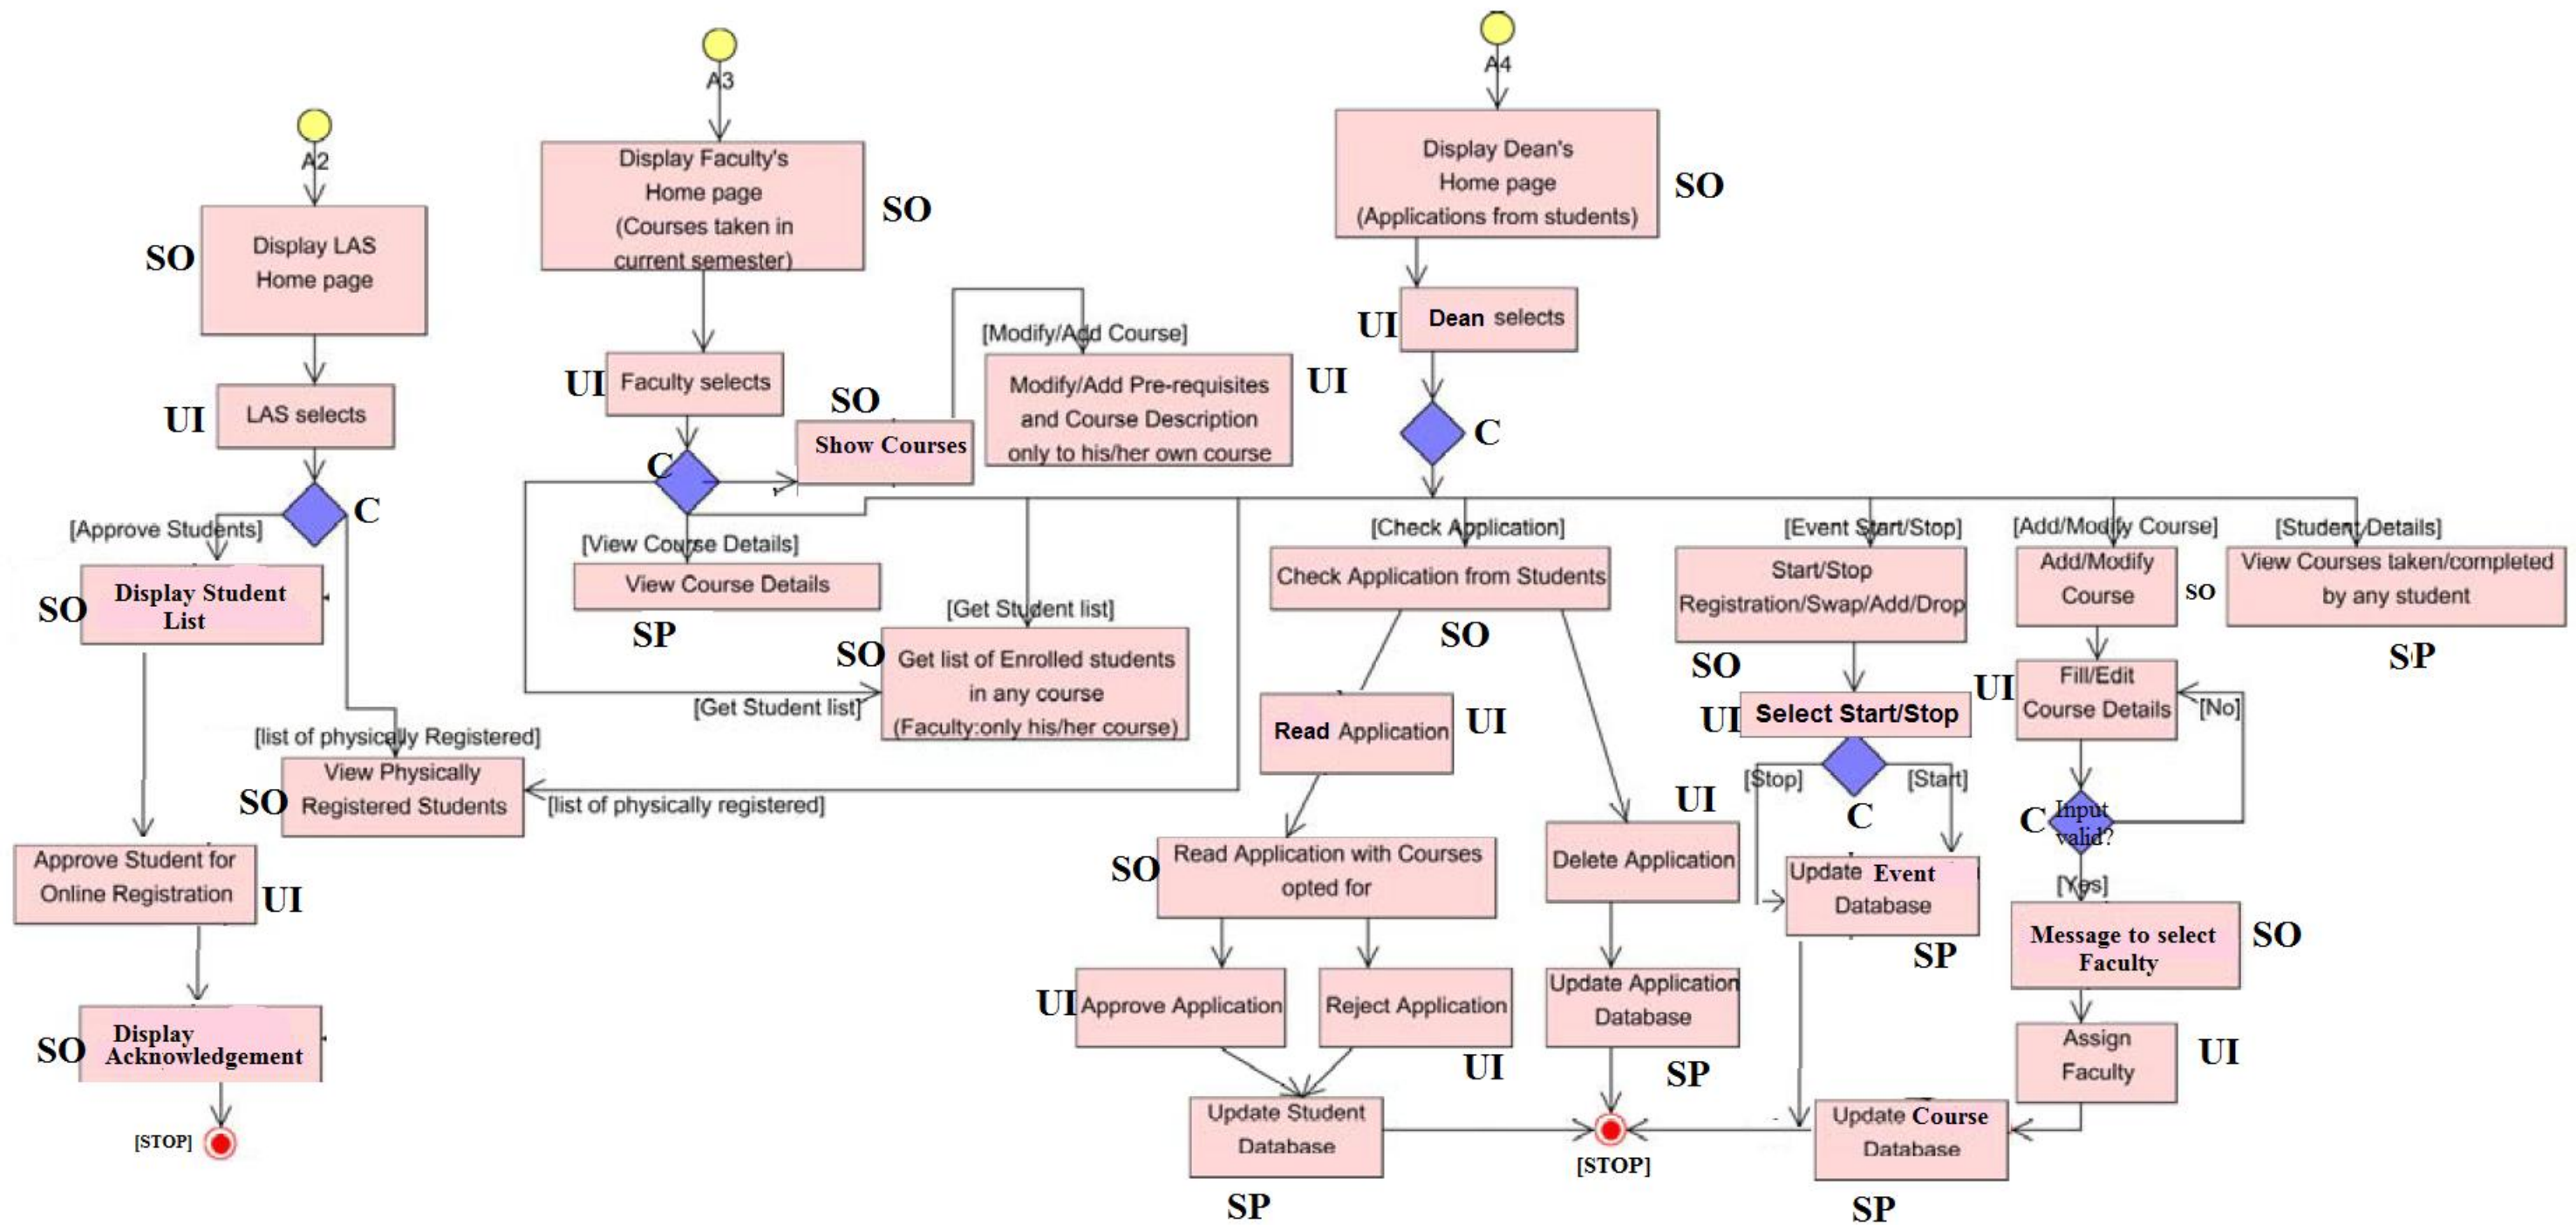 A2
SO
Display LAS
Home page
UI
LAS selects
C
[Approve Students]
SO
Display Student
List
[list of physically Registered]
SO
View Physically
Registered Students
[list of physically registered]
Approve Student for
Online Registration
UI
SO
Display
Acknowledgement
[STOP]
A3
Display Faculty's
Home page
(Courses taken in
current semester)
SO
UI
Faculty selects
C
SO
Show Courses
[Modify/Add Course]
Modify/Add Pre-requisites
and Course Description
only to his/her own course
UI
[View Course Details]
View Course Details
SP
[Get Student list]
SO
Get list of Enrolled students
in any course
(Faculty:only his/her course)
[Get Student list]
A4
Display Dean's
Home page
(Applications from students)
SO
UI
Dean selects
C
[Check Application]
Check Application from Students
SO
Read Application
UI
SO
Read Application with Courses
opted for
UI
Approve Application
Reject Application
UI
Update Student
Database
SP
UI
Delete Application
Update Application
Database
SP
[STOP]
[Event Start/Stop]
Start/Stop
Registration/Swap/Add/Drop
SO
UI
Select Start/Stop
[Stop]
[Start]
C
Update Event
Database
SP
[Add/Modify Course]
Add/Modify
Course
SO
UI
Fill/Edit
Course Details
[No]
C
Input
valid?
[Yes]
Message to select
Faculty
SO
Assign
Faculty
UI
Update Course
Database
SP
[Student Details]
View Courses taken/completed
by any student
SP